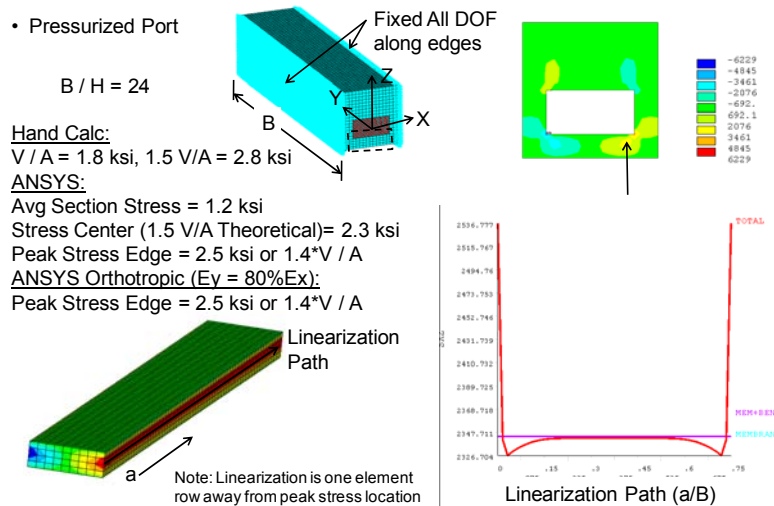 • Pressurized Port
B / H = 24
Fixed All DOF
along edges
Z
Y
X
B
Hand Calc:
V / A = 1.8 ksi, 1.5 V/A = 2.8 ksi
ANSYS:
Avg Section Stress = 1.2 ksi
Stress Center (1.5 V/A Theoretical)= 2.3 ksi
Peak Stress Edge = 2.5 ksi or 1.4*V / A
ANSYS Orthotropic (Ey = 80%Ex):
Peak Stress Edge = 2.5 ksi or 1.4*V / A
Linearization
Path
a
Note: Linearization is one element
row away from peak stress location
-6229
-4845
-3461
-2076
-692.
692.1
2076
3461
4845
6229
2536.777
2515.767
2494.76
2473.753
2452.746
2431.739
2410.732
2389.725
2368.718
2347.711
2326.704
TOTAL
MEM+BEN
MEMBRAN
0
.15
.3
.45
.6
.75
Linearization Path (a/B)